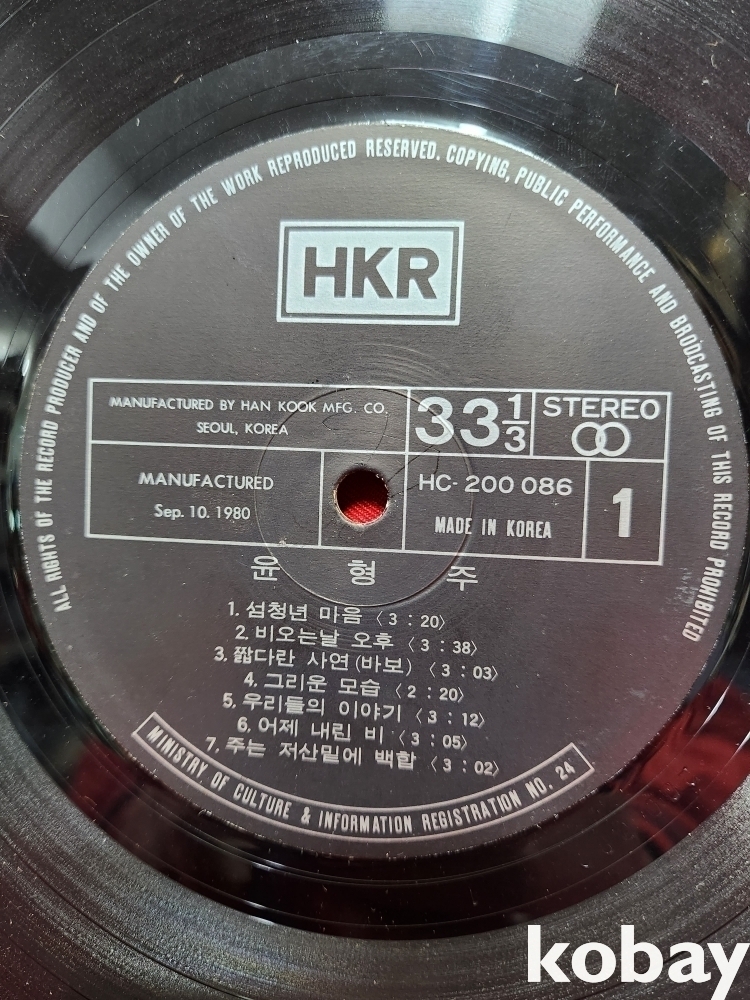 ALL RIGHTS OF THE RECORD PRODUCER AND OF THE OWNER OF THE WORK REPRODUCED RESERVED. COPYING, PUBLIC PERFORMANCE AND BRODCASTING OF THIS RECORD PROHIBITED
HKR
MANUFACTURED BY HAN KOOK MFG. CO.
SEOUL, KOREA
33 1/3
STEREO
MANUFACTURED
Sep. 10. 1980
HC- 200 086
MADE IN KOREA
1
윤 형 주
1. 섬청년 마음 〈3 : 20〉
2. 비오는날 오후 〈3 : 38〉
3. 짧다란 사연 (바보) 〈3 : 03〉
4. 그리운 모습 〈2 : 20〉
5. 우리들의 이야기 〈3 : 12〉
6. 어제 내린 비 〈3 : 05〉
7. 주는 저산밑에 백합 〈3 : 02〉
MINISTRY OF CULTURE & INFORMATION REGISTRATION NO. 24
kobay